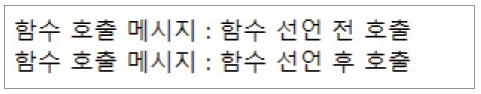 함수 호출 메시지 : 함수 선언 전 호출
함수 호출 메시지 : 함수 선언 후 호출